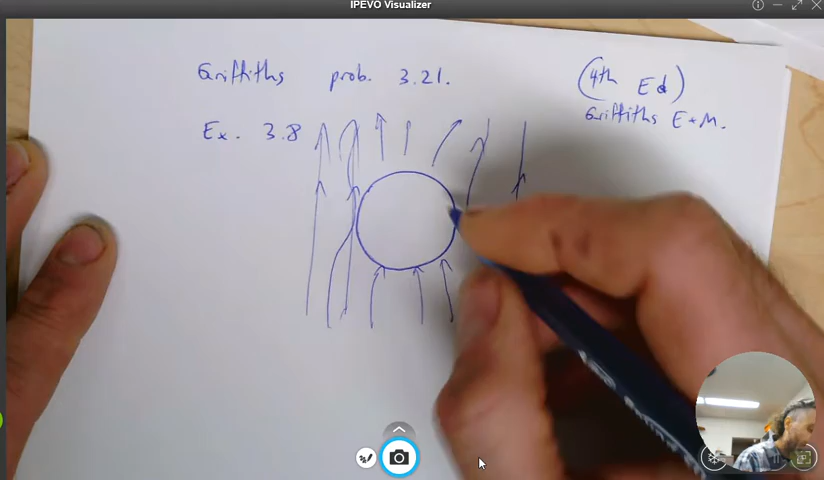 IPEVO Visualizer
Griffiths prob. 3.21.
(4th Ed)
Griffiths E+M.
Ex. 3.8